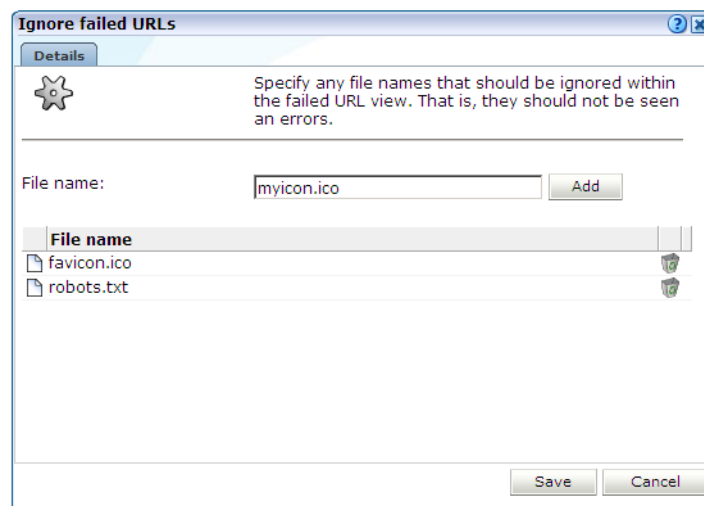 Ignore failed URLs
Details
Specify any file names that should be ignored within
the failed URL view. That is, they should not be seen
an errors.
File name:
myicon.ico
Add
File name
favicon.ico
robots.txt
Save
Cancel